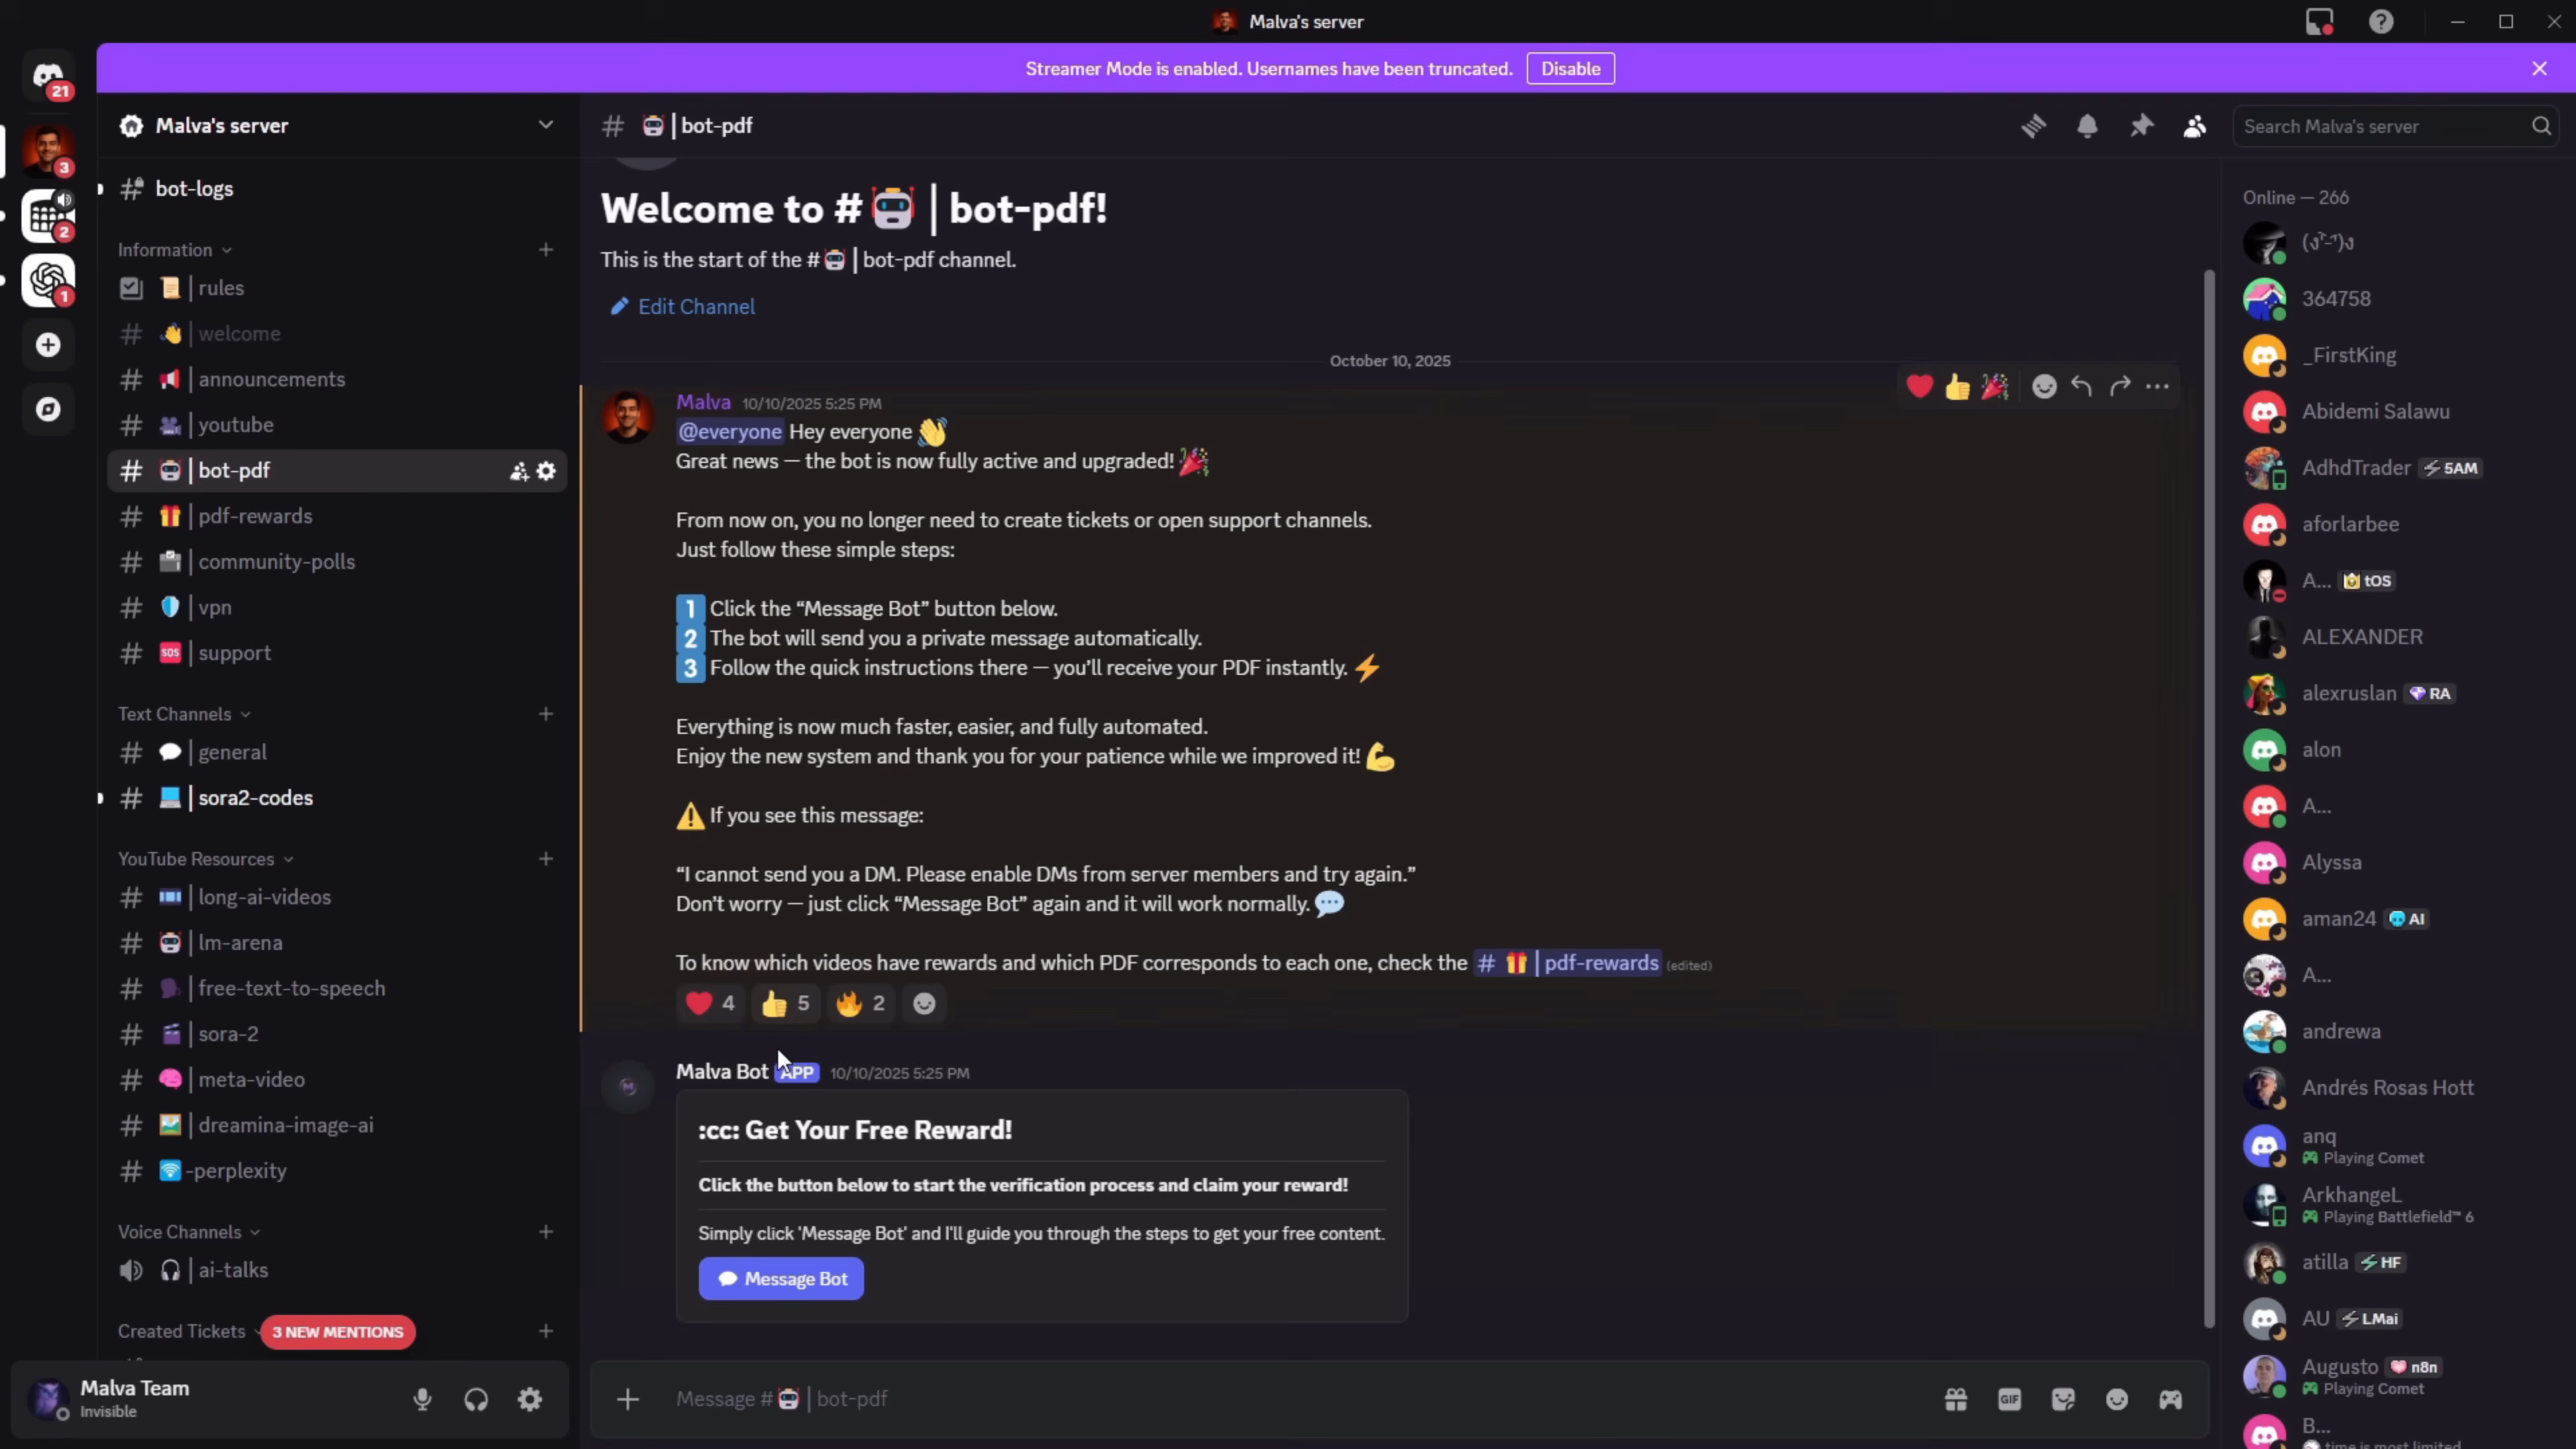 Malva's server
Streamer Mode is enabled. Usernames have been truncated. Disable
21
3
2
1
Malva's server
bot-logs
Information
rules
welcome
announcements
youtube
bot-pdf
pdf-rewards
community-polls
vpn
SOS | support
Text Channels
general
sora2-codes
YouTube Resources
long-ai-videos
lm-arena
free-text-to-speech
sora-2
meta-video
dreamina-image-ai
-perplexity
Voice Channels
ai-talks
Created Tickets
3 NEW MENTIONS
Malva Team
Invisible
# 🤖 | bot-pdf
Search Malva's server
Welcome to #🤖 | bot-pdf!
This is the start of the #🤖 | bot-pdf channel.
Edit Channel
October 10, 2025
Malva 10/10/2025 5:25 PM
@everyone Hey everyone 👋
Great news — the bot is now fully active and upgraded! 🎉
From now on, you no longer need to create tickets or open support channels.
Just follow these simple steps:
1 Click the “Message Bot” button below.
2 The bot will send you a private message automatically.
3 Follow the quick instructions there — you'll receive your PDF instantly. ⚡
Everything is now much faster, easier, and fully automated.
Enjoy the new system and thank you for your patience while we improved it! 💪
⚠️ If you see this message:
“I cannot send you a DM. Please enable DMs from server members and try again.”
Don't worry — just click “Message Bot” again and it will work normally. 💬
To know which videos have rewards and which PDF corresponds to each one, check the # 🎁 | pdf-rewards (edited)
❤️ 4 👍 5 🔥 2
Malva Bot APP 10/10/2025 5:25 PM
:cc: Get Your Free Reward!
Click the button below to start the verification process and claim your reward!
Simply click 'Message Bot' and I'll guide you through the steps to get your free content.
Message Bot
Message #🤖 | bot-pdf
GIF
Online — 266
364758
_FirstKing
Abidemi Salawu
AdhdTrader 5AM
aforlarbee
A... tOS
ALEXANDER
alexruslan RA
alon
A...
Alyssa
aman24 AI
A...
andrewa
Andrés Rosas Hott
anq
Playing Comet
ArkhangeL
Playing Battlefield™ 6
atilla HF
AU LMai
Augusto n8n
Playing Comet
B...